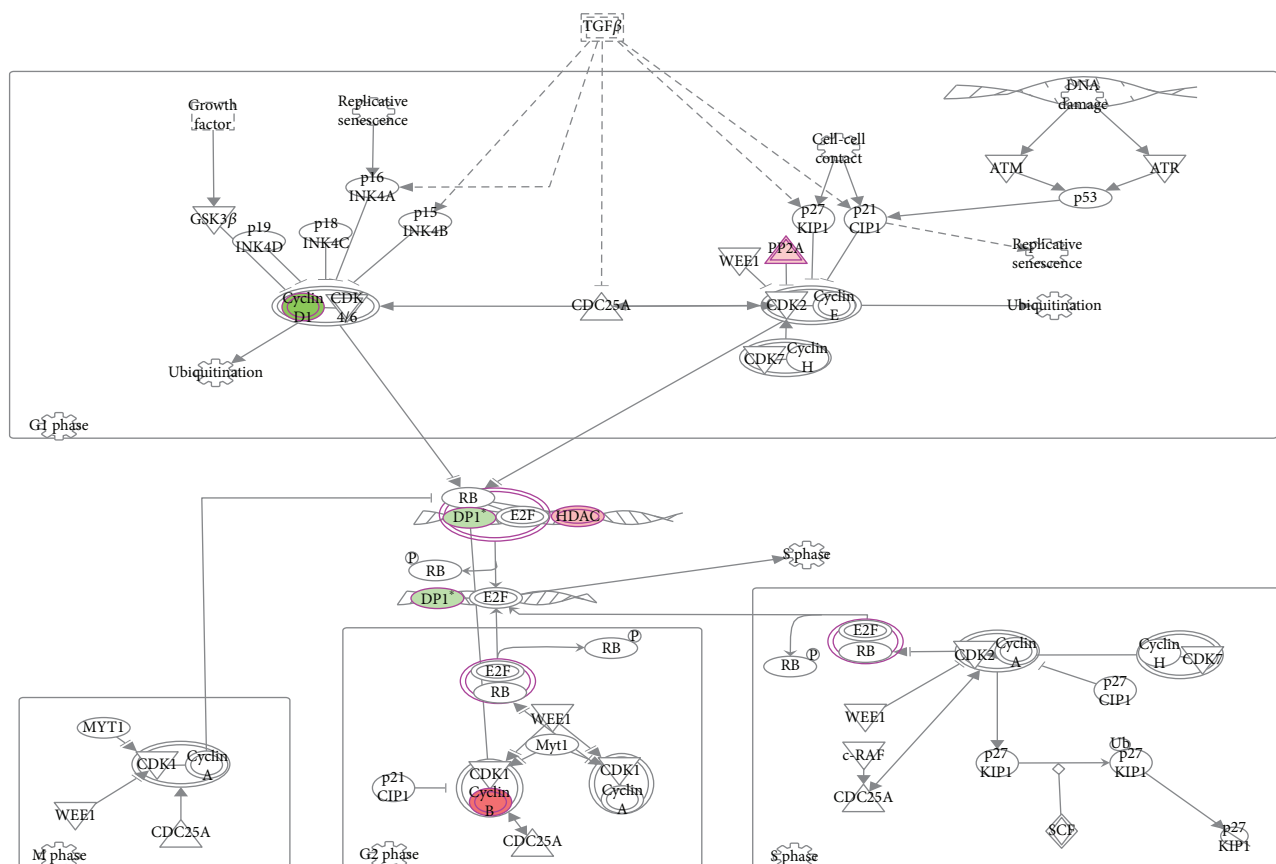 TGFβ
DNA
damage
Growth
factor
Replicative
senescence
Cell-cell
contact
ATM
ATR
p16
INK4A
p53
GSK3β
p19
INK4D
p18
INK4C
p15
INK4B
p27
KIP1
p21
CIP1
PP2A
WEE1
Replicative
senescence
Cyclin
D1
CDK
4/6
CDC25A
CDK2
Cyclin
E
Ubiquitination
CDK7
Cyclin
H
Ubiquitination
G1 phase
RB
DP1*
E2F
HDAC
P
RB
S phase
DP1*
E2F
E2F
RB
P
RB
E2F
RB
P
RB
CDK2
Cyclin
A
Cyclin
H
CDK7
p27
CIP1
MYT1
CDK1
Cyclin
A
WEE1
CDC25A
M phase
WEE1
Myt1
CDK1
Cyclin
B
CDK1
Cyclin
A
p21
CIP1
CDC25A
G2 phase
WEE1
c-RAF
CDC25A
p27
KIP1
Ub
p27
KIP1
SCF
p27
KIP1
S phase